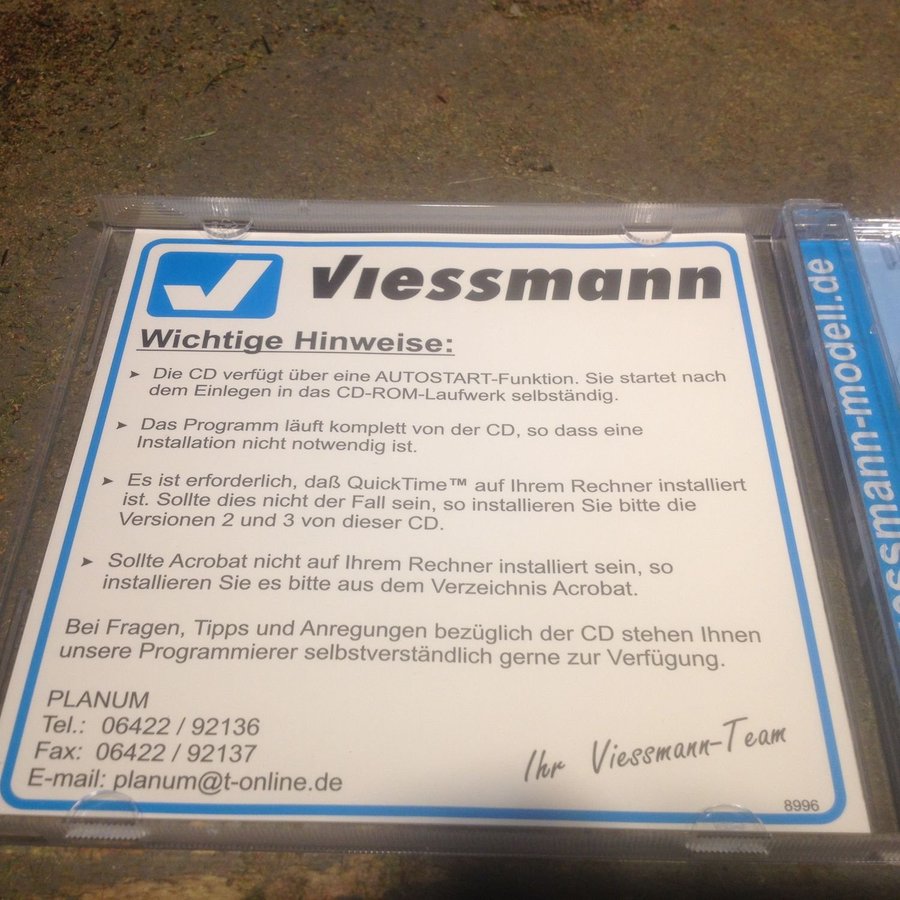 Viessmann
Wichtige Hinweise:
➤ Die CD verfügt über eine AUTOSTART-Funktion. Sie startet nach
dem Einlegen in das CD-ROM-Laufwerk selbständig.
➤ Das Programm läuft komplett von der CD, so dass eine
Installation nicht notwendig ist.
➤ Es ist erforderlich, daß QuickTime™ auf Ihrem Rechner installiert
ist. Sollte dies nicht der Fall sein, so installieren Sie bitte die
Versionen 2 und 3 von dieser CD.
➤ Sollte Acrobat nicht auf Ihrem Rechner installiert sein, so
installieren Sie es bitte aus dem Verzeichnis Acrobat.
Bei Fragen, Tipps und Anregungen bezüglich der CD stehen Ihnen
unsere Programmierer selbstverständlich gerne zur Verfügung.
PLANUM
Tel.: 06422 / 92136
Fax: 06422 / 92137
E-mail: planum@t-online.de
Ihr Viessmann-Team
8996
essmann-modell.de